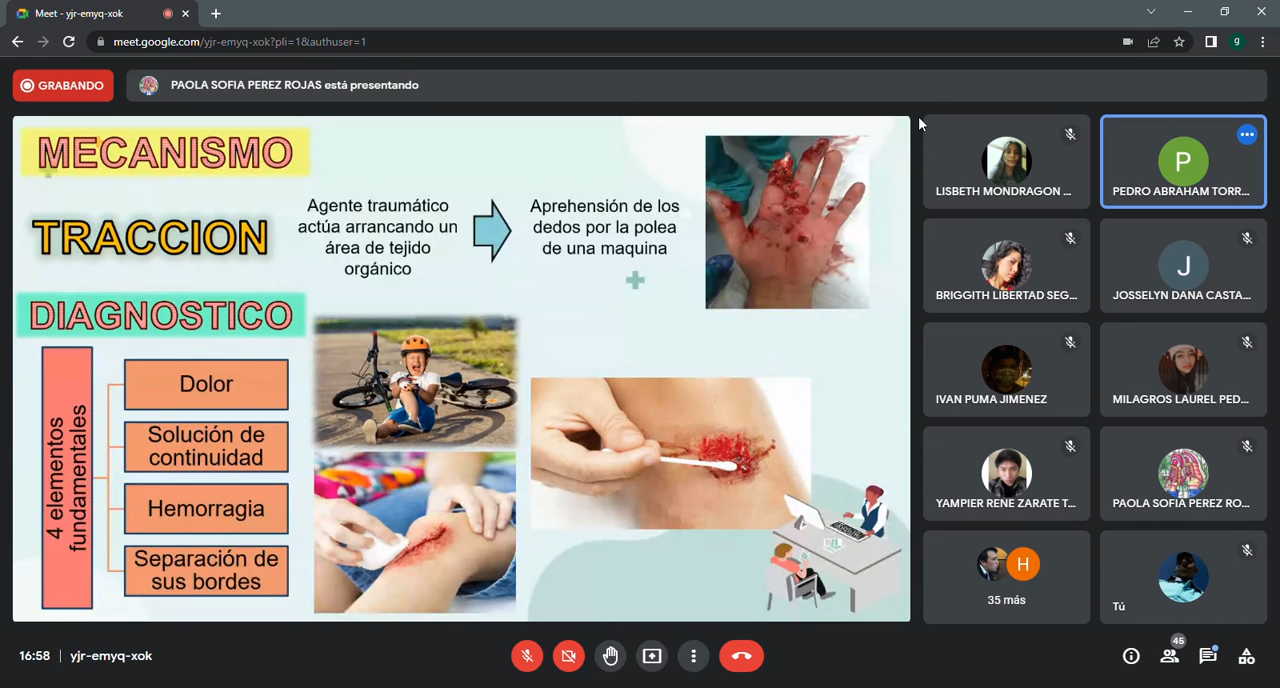 Meet - yjr-emyq-xok
meet.google.com/yjr-emyq-xok?pli=1&authuser=1
g
GRABANDO
PAOLA SOFIA PEREZ ROJAS está presentando
MECANISMO
TRACCION
Agente traumático
actúa arrancando un
área de tejido
orgánico
Aprehensión de los
dedos por la polea
de una maquina
DIAGNOSTICO
4 elementos
fundamentales
Dolor
Solución de
continuidad
Hemorragia
Separación de
sus bordes
LISBETH MONDRAGON ...
P
PEDRO ABRAHAM TORR...
BRIGGITH LIBERTAD SEG...
J
JOSSELYN DANA CASTA...
IVAN PUMA JIMENEZ
MILAGROS LAUREL PED...
YAMPIER RENE ZARATE T...
PAOLA SOFIA PEREZ RO...
H
35 más
Tú
16:58 | yjr-emyq-xok
45